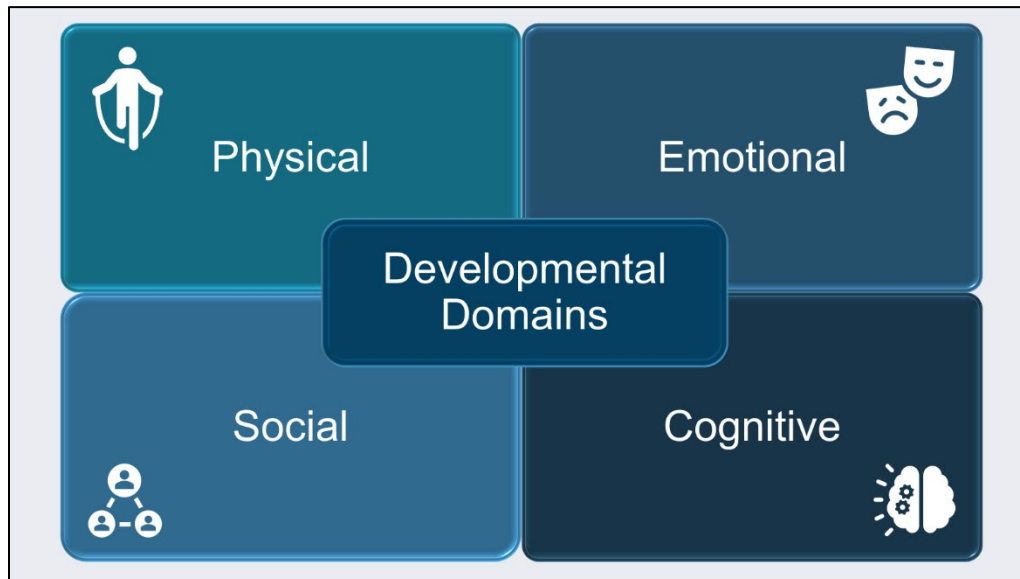 Physical
Emotional
Developmental
Domains
Social
Cognitive